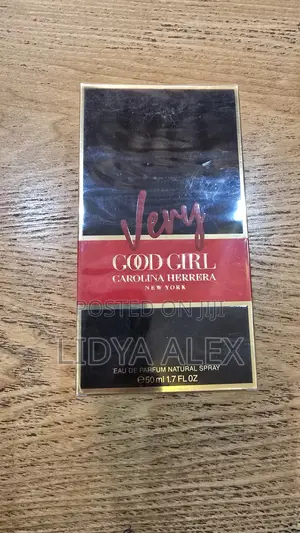 Very
GOOD GIRL
CAROLINA HERRERA
NEW YORK
POSTED ON JIJI
LIDYA ALEX
EAU DE PARFUM NATURAL SPRAY
℮50 ml 1.7 FL OZ